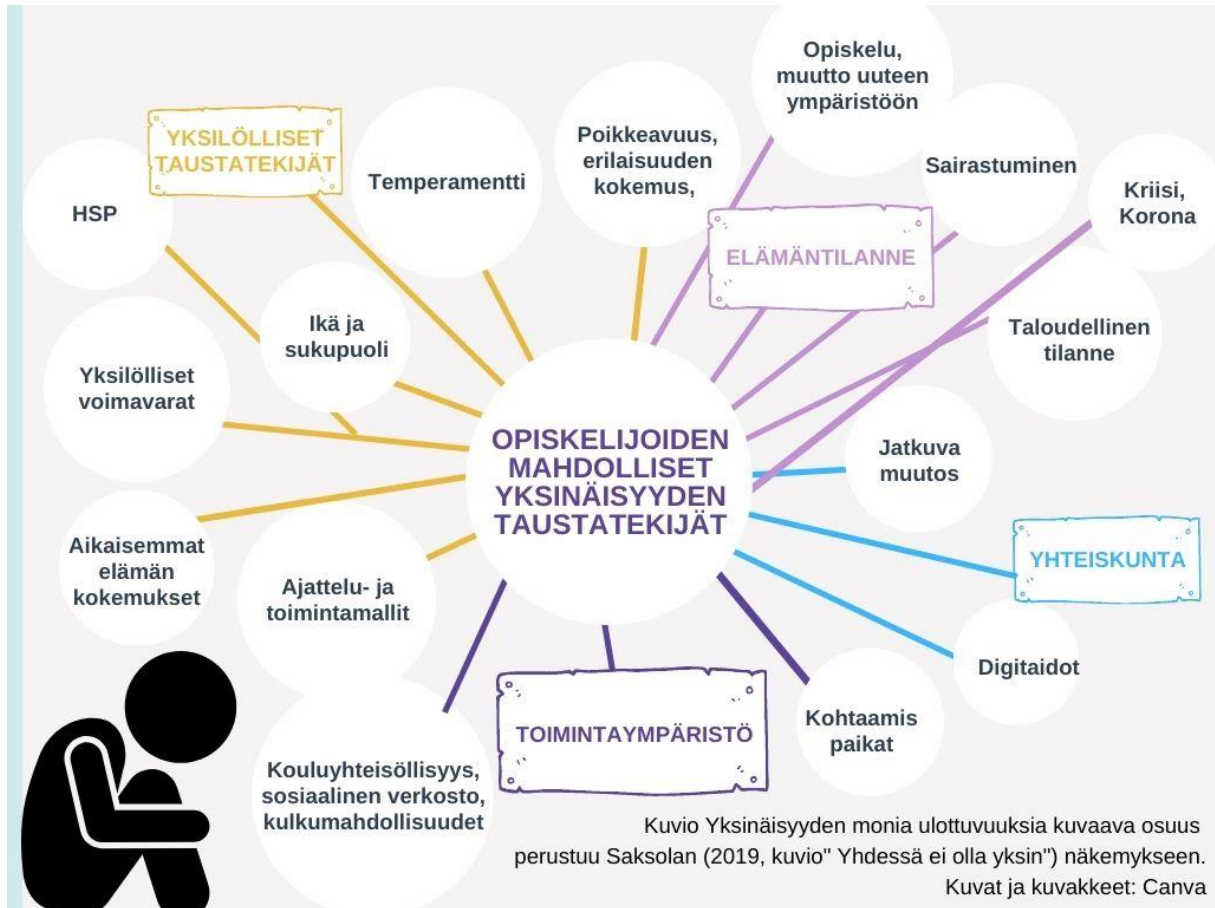 Opiskelu,
muutto uuteen
ympäristöön
YKSILÖLLISET
TAUSTATEKIJÄT
Temperamentti
Poikkeavuus,
erilaisuuden
kokemus,
Sairastuminen
Kriisi,
Korona
HSP
ELÄMÄNTILANNE
Ikä ja
sukupuoli
Taloudellinen
tilanne
Yksilölliset
voimavarat
OPISKELIJOIDEN
MAHDOLLISET
YKSINÄISYYDEN
TAUSTATEKIJÄT
Jatkuva
muutos
Aikaisemmat
elämän
kokemukset
Ajattelu- ja
toimintamallit
YHTEISKUNTA
Digitaidot
Kohtaamis
paikat
TOIMINTAYMPÄRISTÖ
Kouluyhteisöllisyys,
sosiaalinen verkosto,
kulkumahdollisuudet
Kuvio Yksinäisyyden monia ulottuvuuksia kuvaava osuus
perustuu Saksolan (2019, kuvio" Yhdessä ei olla yksin") näkemykseen.
Kuvat ja kuvakkeet: Canva